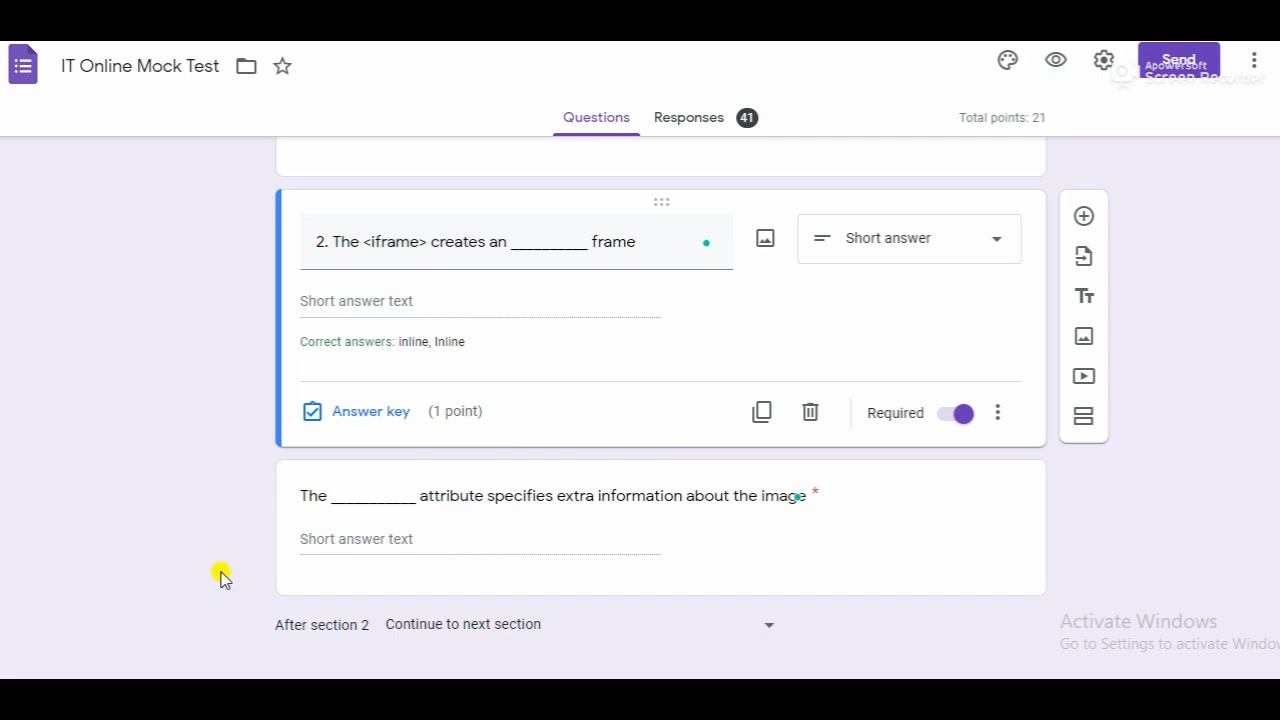 IT Online Mock Test
Send
Apowersoft
Screen Recorder
Questions
Responses 41
Total points: 21
2. The <iframe> creates an __________ frame
Short answer
Short answer text
Correct answers: inline, Inline
Answer key (1 point)
Required
Tт
The ___________ attribute specifies extra information about the image *
Short answer text
After section 2 Continue to next section
Activate Windows
Go to Settings to activate Window